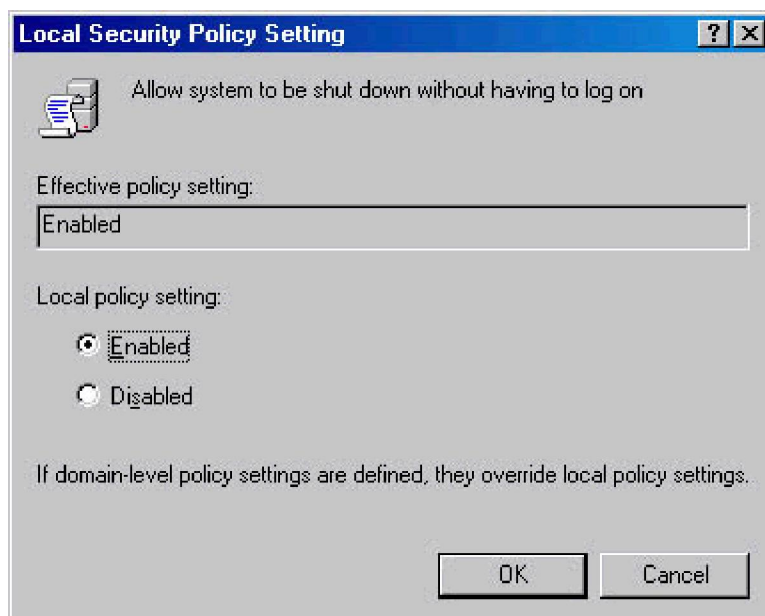 Local Security Policy Setting
Allow system to be shut down without having to log on
Effective policy setting:
Enabled
Local policy setting:
Enabled
Disabled
If domain-level policy settings are defined, they override local policy settings.
OK
Cancel